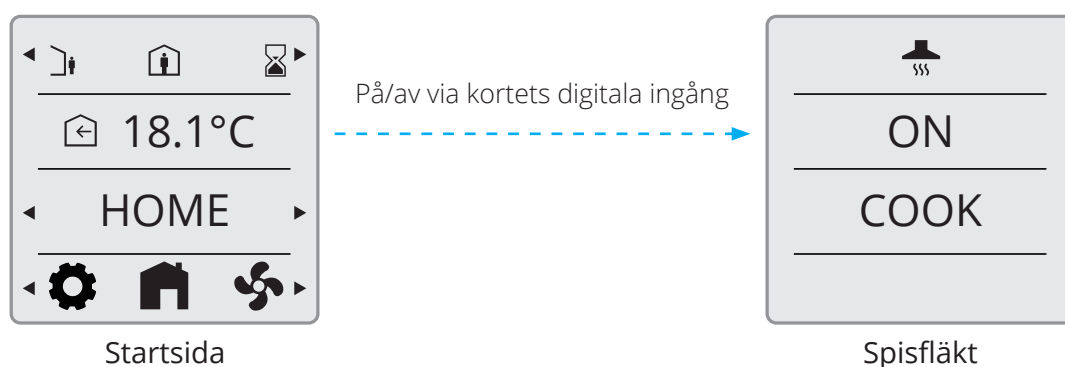 18.1°C
HOME
Startsida
På/av via kortets digitala ingång
ON
COOK
Spisfläkt